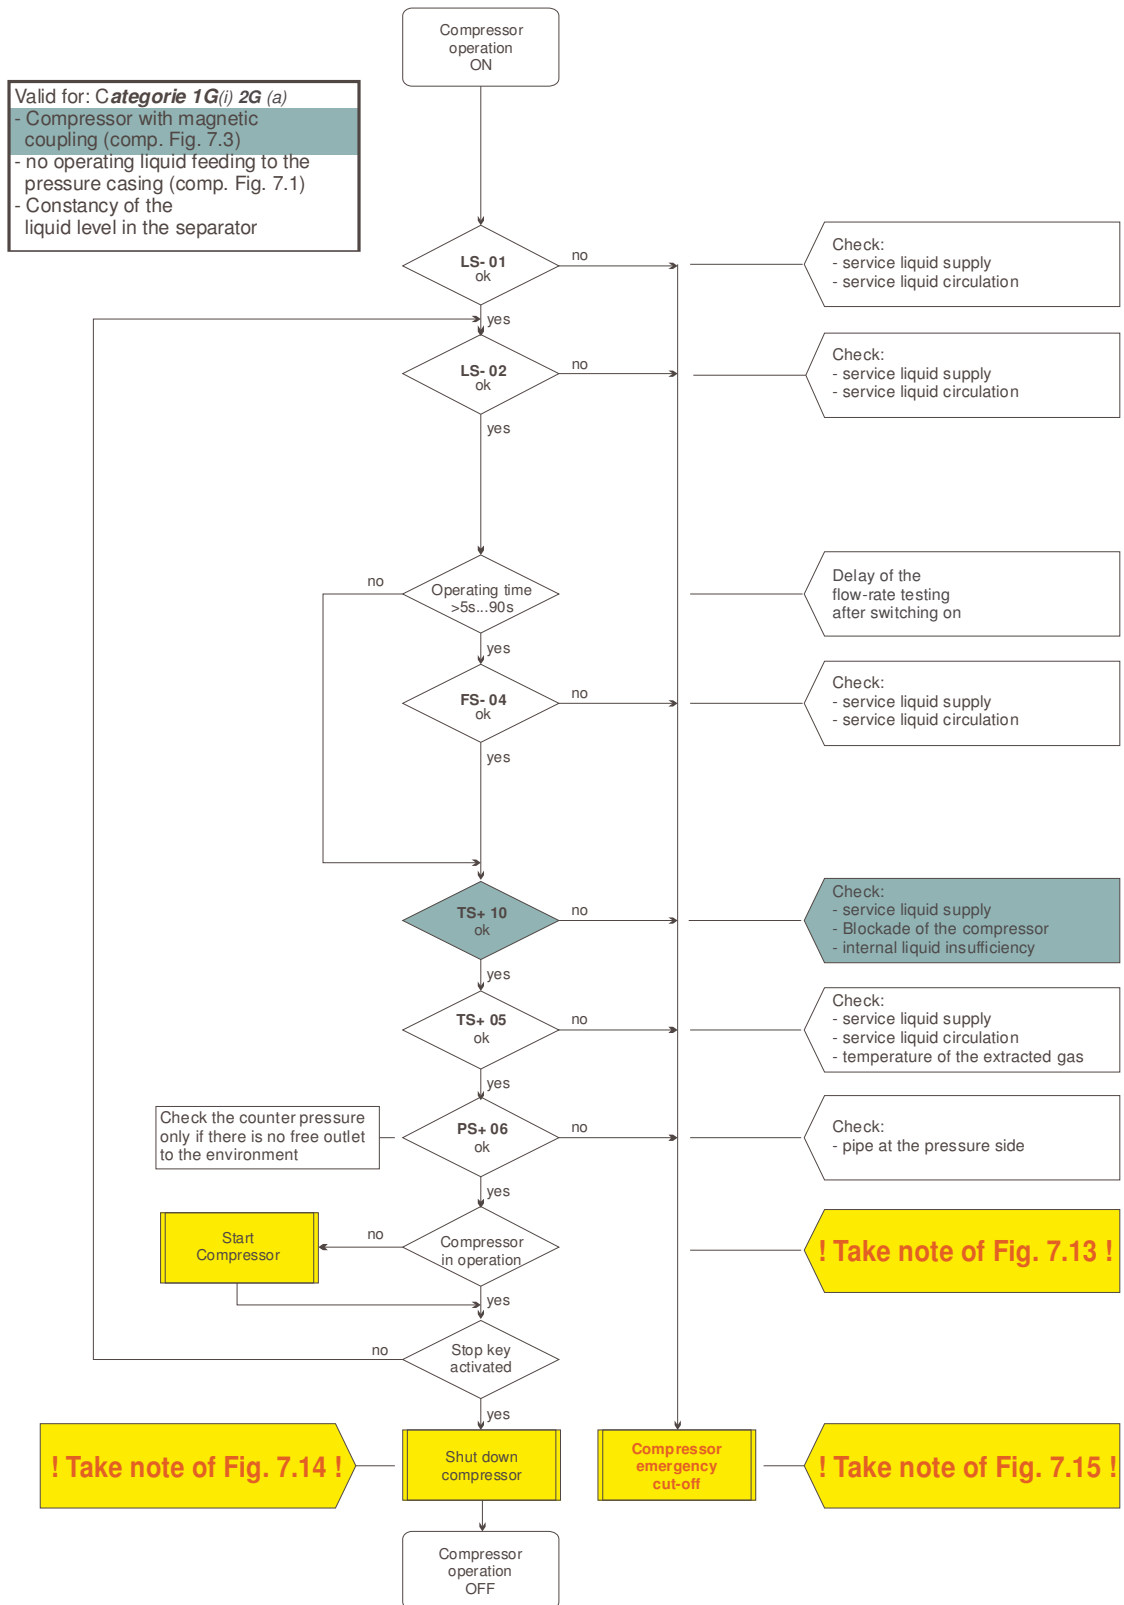 Compressor
operation
ON
Valid for: Categorie 1G(i) 2G (a)
- Compressor with magnetic
coupling (comp. Fig. 7.3)
- no operating liquid feeding to the
pressure casing (comp. Fig. 7.1)
- Constancy of the
liquid level in the separator
LS- 01
ok
no
Check:
- service liquid supply
- service liquid circulation
yes
LS- 02
ok
no
Check:
- service liquid supply
- service liquid circulation
yes
no
Operating time
>5s...90s
Delay of the
flow-rate testing
after switching on
yes
FS- 04
ok
no
Check:
- service liquid supply
- service liquid circulation
yes
TS+ 10
ok
no
Check:
- service liquid supply
- Blockade of the compressor
- internal liquid insufficiency
yes
TS+ 05
ok
no
Check:
- service liquid supply
- service liquid circulation
- temperature of the extracted gas
yes
Check the counter pressure
only if there is no free outlet
to the environment
PS+ 06
ok
no
Check:
- pipe at the pressure side
yes
Start
Compressor
no
Compressor
in operation
! Take note of Fig. 7.13 !
yes
no
Stop key
activated
yes
! Take note of Fig. 7.14 !
Shut down
compressor
Compressor
emergency
cut-off
! Take note of Fig. 7.15 !
Compressor
operation
OFF